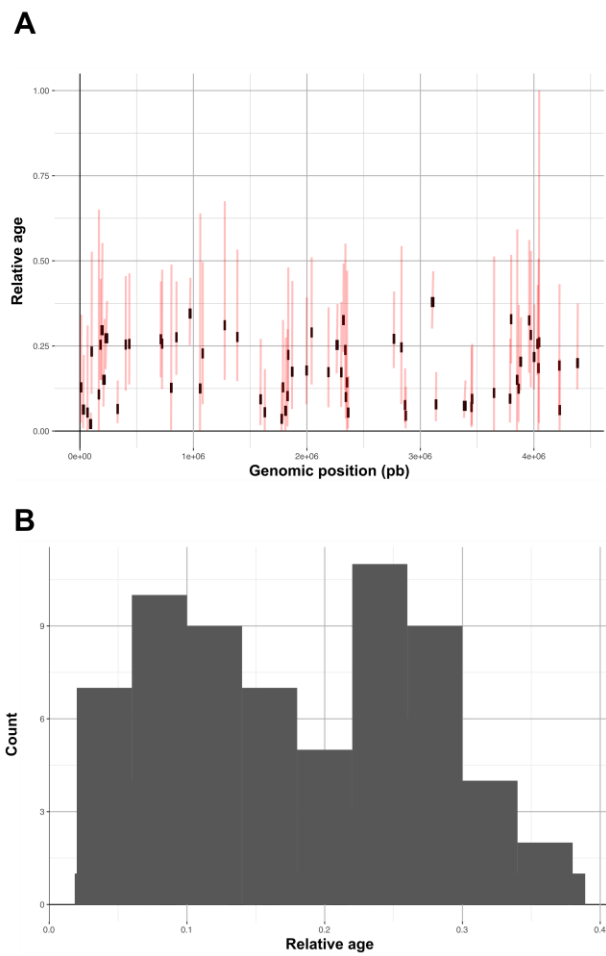 A
1.00
0.75
0.50
0.25
0.00
Relative age
0e+00 1e+06 2e+06 3e+06 4e+06
Genomic position (pb)
B
9
6
3
0
Count
0.0 0.1 0.2 0.3 0.4
Relative age